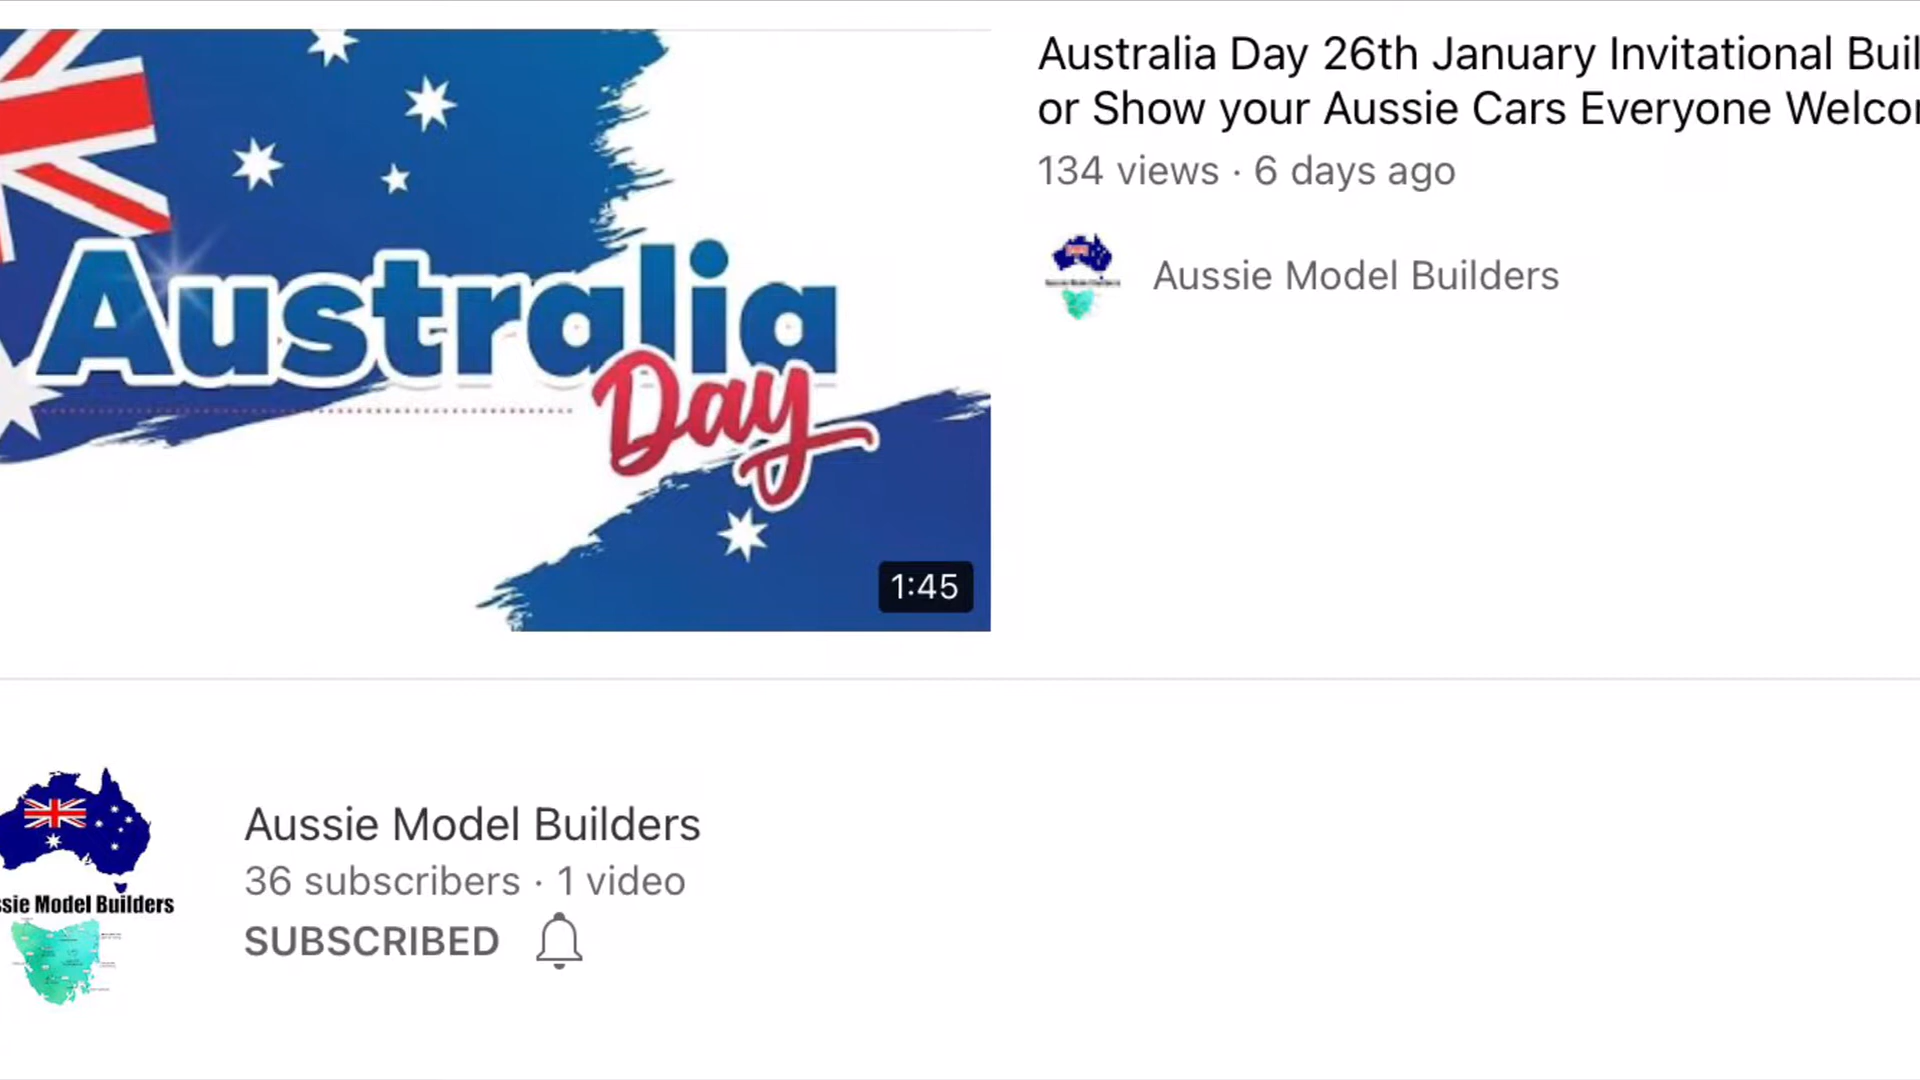 Australia Day 26th January Invitational Buil
or Show your Aussie Cars Everyone Welcor
134 views · 6 days ago
Aussie Model Builders
Australia
Day
1:45
Aussie Model Builders
36 subscribers · 1 video
SUBSCRIBED
ssie Model Builders